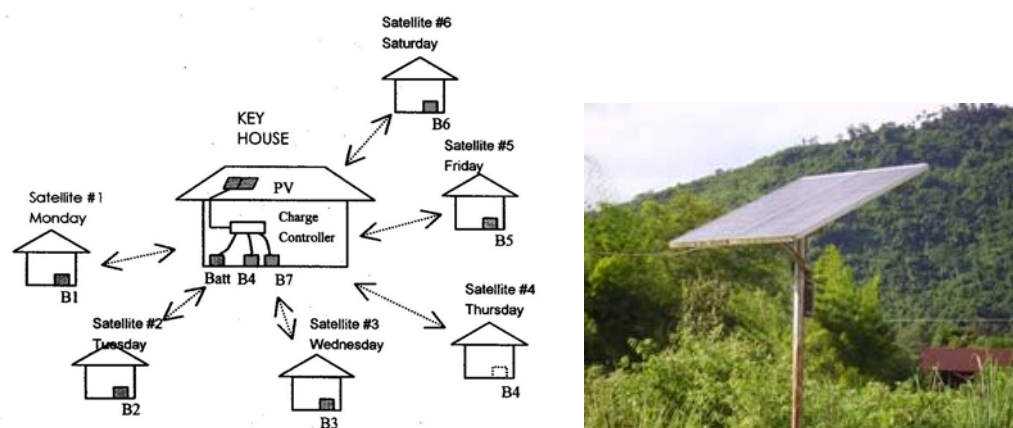 Satellite #6
Saturday
B6
KEY
HOUSE
Satellite #5
Friday
B5
PV
Charge
Controller
Batt B4 B7
Satellite #1
Monday
B1
Satellite #2
Tuesday
B2
Satellite #3
Wednesday
B3
Satellite #4
Thursday
B4